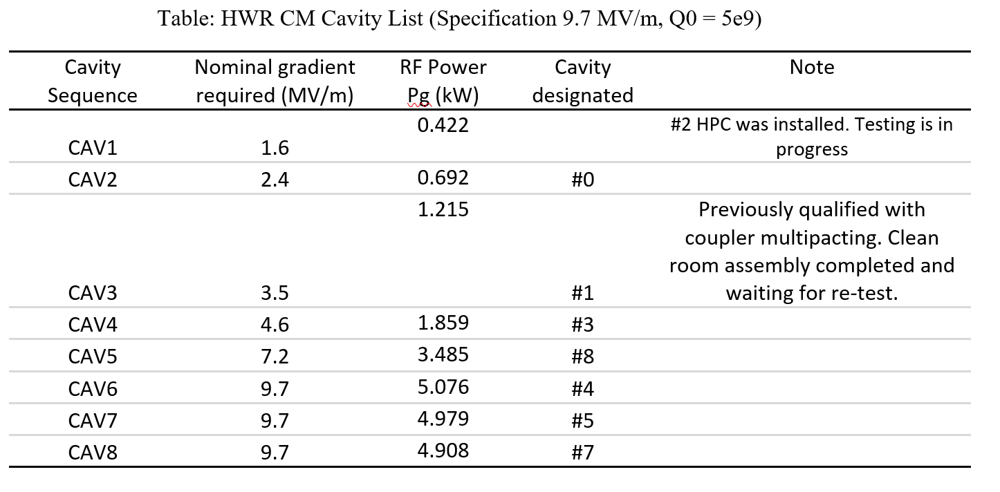 Table: HWR CM Cavity List (Specification 9.7 MV/m, Q0 = 5e9)
Cavity Sequence Nominal gradient required (MV/m) RF Power Pg (kW) Cavity designated Note
CAV1 1.6 0.422 #2 HPC was installed. Testing is in progress
CAV2 2.4 0.692 #0
CAV3 3.5 1.215 #1 Previously qualified with coupler multipacting. Clean room assembly completed and waiting for re-test.
CAV4 4.6 1.859 #3
CAV5 7.2 3.485 #8
CAV6 9.7 5.076 #4
CAV7 9.7 4.979 #5
CAV8 9.7 4.908 #7